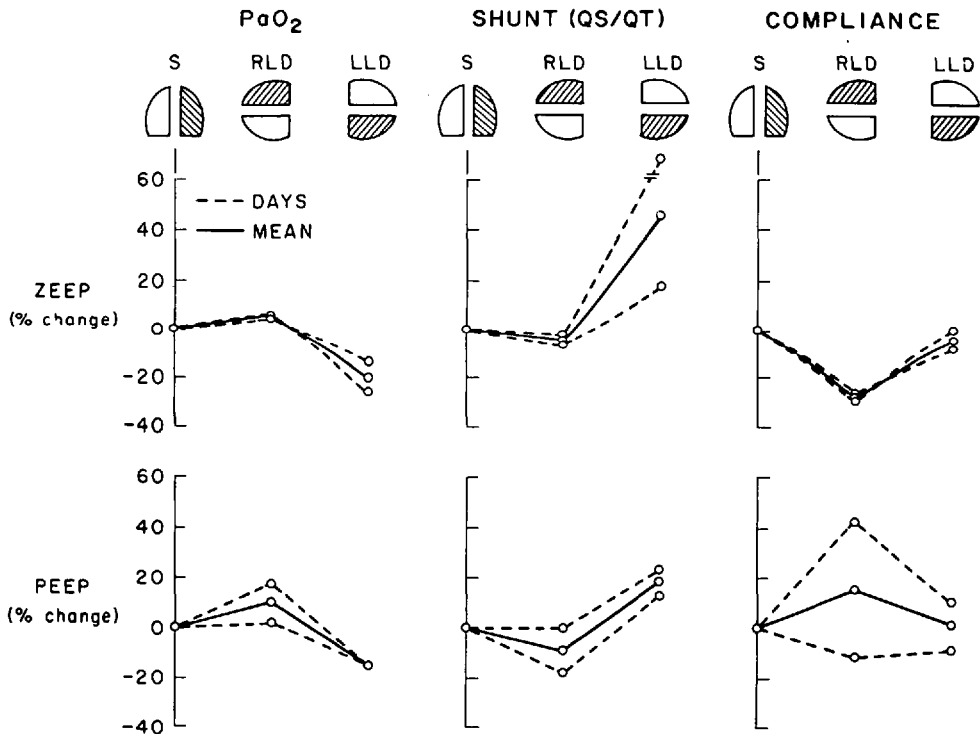 PaO2 SHUNT (QS/QT) COMPLIANCE
S RLD LLD S RLD LLD S RLD LLD
60
--- DAYS
40
— MEAN
20
ZEEP
(% change)
0
-20
-40
60
40
20
PEEP
(% change)
0
-20
-40